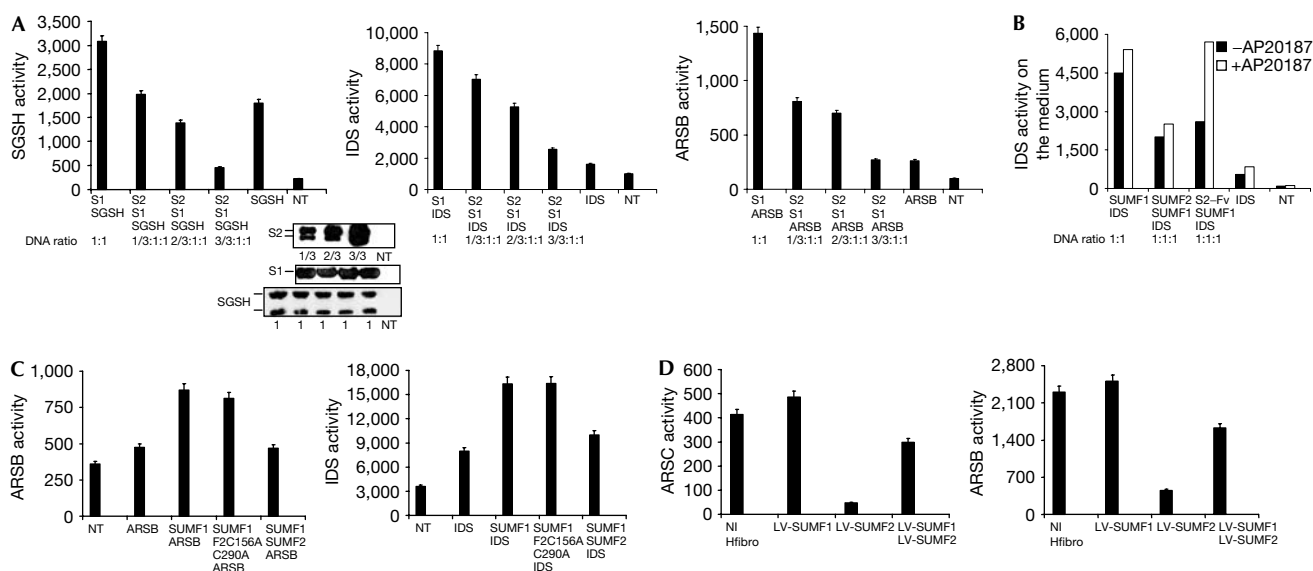 A
SGSH activity
3,500
3,000
2,500
2,000
1,500
1,000
500
0
S1 S2 S2 S2 SGSH NT
SGSH S1 S1 S1
SGSH SGSH SGSH
DNA ratio 1:1 1/3:1:1 2/3:1:1 3/3:1:1
S2
1/3 2/3 3/3 NT
S1
SGSH
1 1 1 1 1 NT
IDS activity
10,000
8,000
6,000
4,000
2,000
0
S1 S2 S2 S2 IDS NT
IDS S1 S1 S1
IDS IDS IDS
1:1 1/3:1:1 2/3:1:1 3/3:1:1
ARSB activity
1,500
1,000
500
0
S1 S2 S2 S2 ARSB NT
ARSB S1 S1 S1
ARSB ARSB ARSB
1:1 1/3:1:1 2/3:1:1 3/3:1:1
B
IDS activity on
the medium
6,000
4,500
3,000
1,500
0
–AP20187
+AP20187
SUMF1 SUMF2 S2–Fv IDS NT
IDS SUMF1 SUMF1
IDS IDS
DNA ratio 1:1 1:1:1 1:1:1
C
ARSB activity
1,000
750
500
250
0
NT ARSB SUMF1 SUMF1 SUMF1
ARSB F2C156A SUMF2
C290A ARSB
ARSB
IDS activity
18,000
15,000
12,000
9,000
6,000
3,000
0
NT IDS SUMF1 SUMF1 SUMF1
IDS F2C156A SUMF2
C290A IDS
IDS
D
ARSC activity
600
500
400
300
200
100
0
NI LV-SUMF1 LV-SUMF2 LV-SUMF1
Hfibro LV-SUMF2
ARSB activity
2,800
2,100
1,400
700
0
NI LV-SUMF1 LV-SUMF2 LV-SUMF1
Hfibro LV-SUMF2